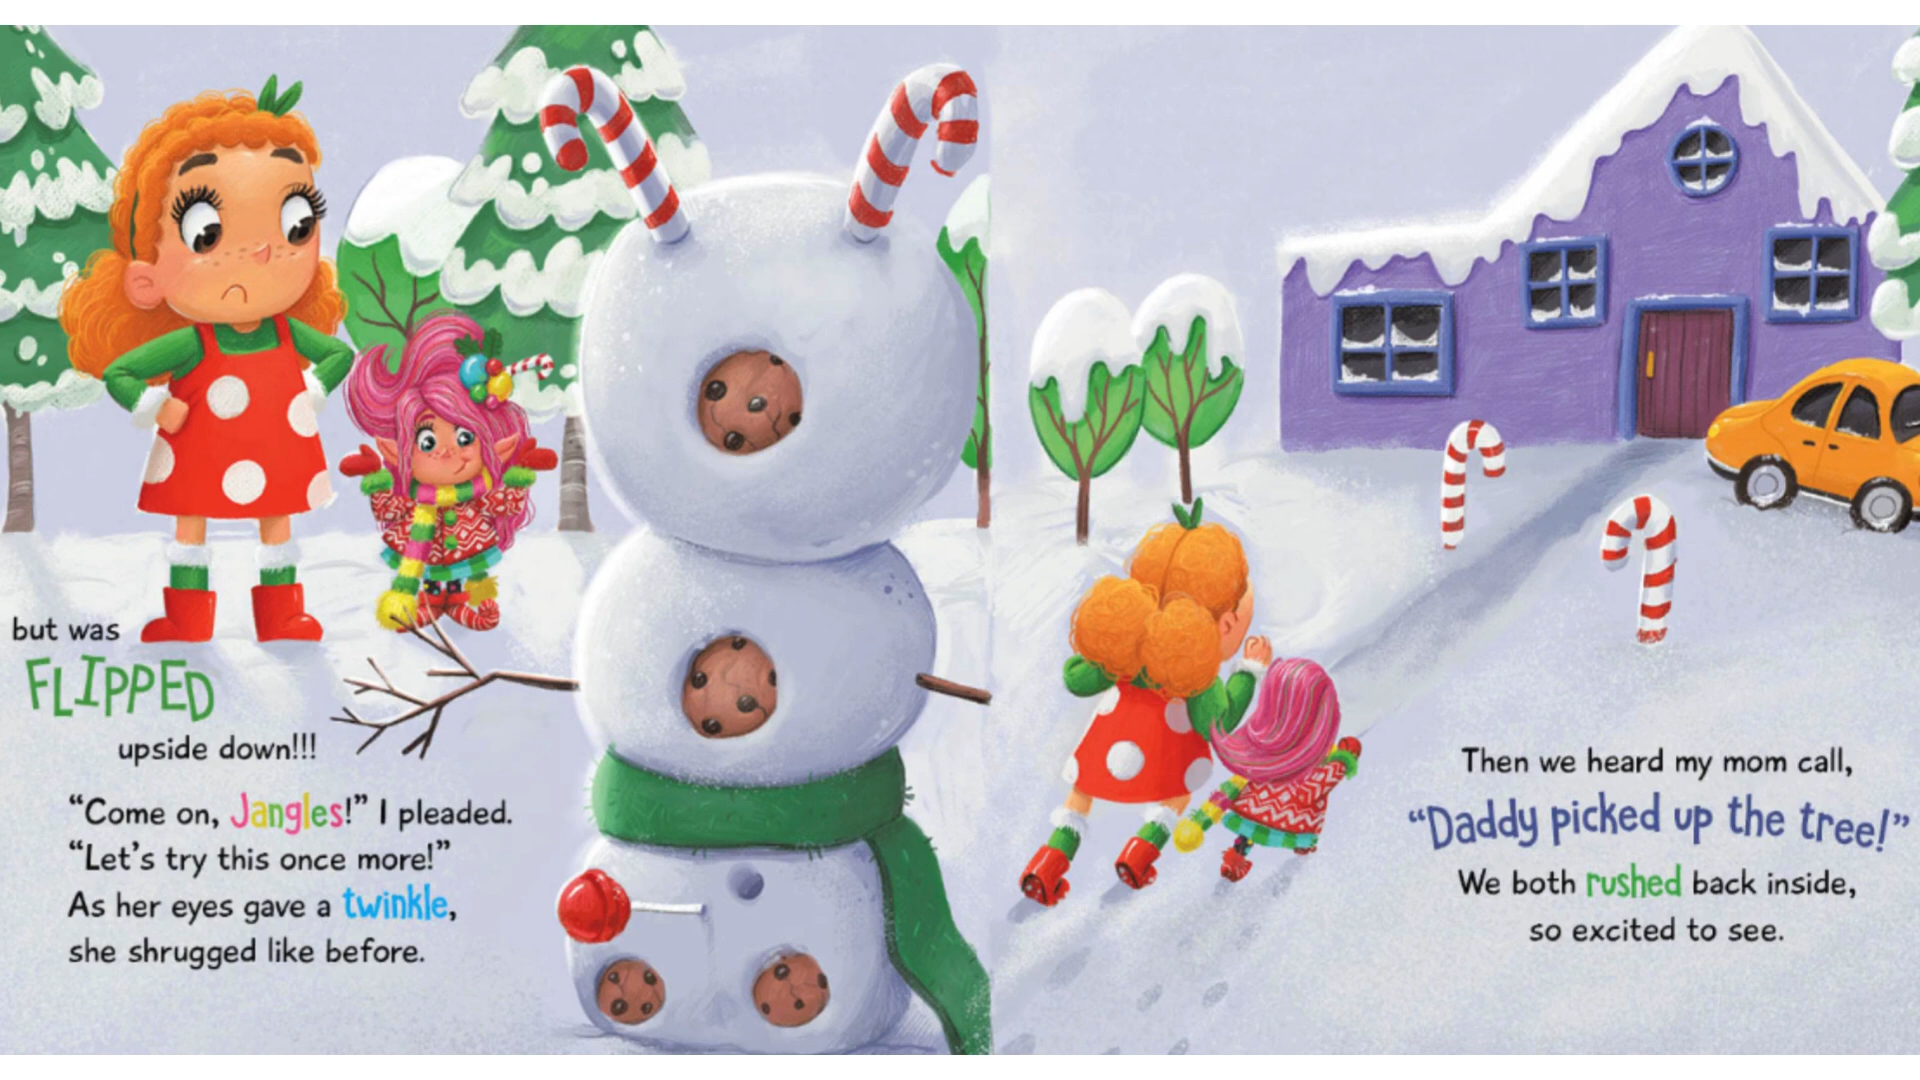 but was
FLIPPED
upside down!!!
“Come on, Jangles!” I pleaded.
“Let’s try this once more!”
As her eyes gave a twinkle,
she shrugged like before.
Then we heard my mom call,
“Daddy picked up the tree!”
We both rushed back inside,
so excited to see.